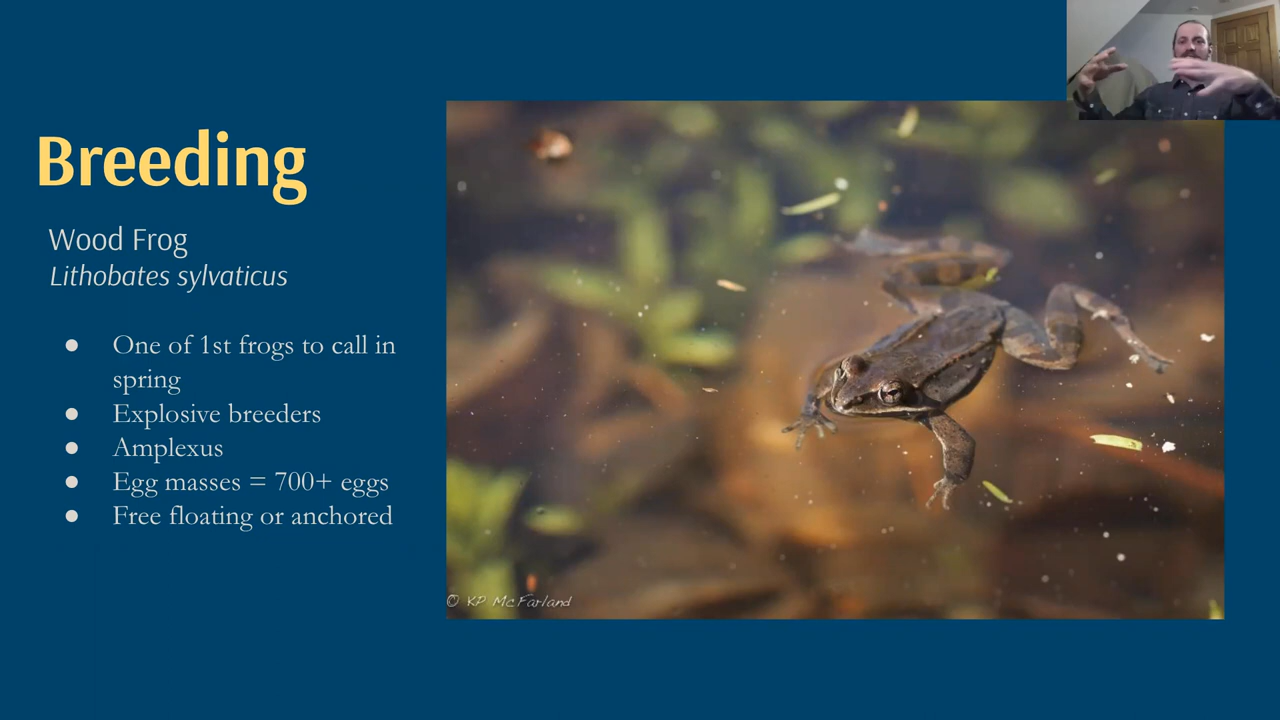 Breeding
Wood Frog
Lithobates sylvaticus
● One of 1st frogs to call in
spring
● Explosive breeders
● Amplexus
● Egg masses = 700+ eggs
● Free floating or anchored
© KP McFarland